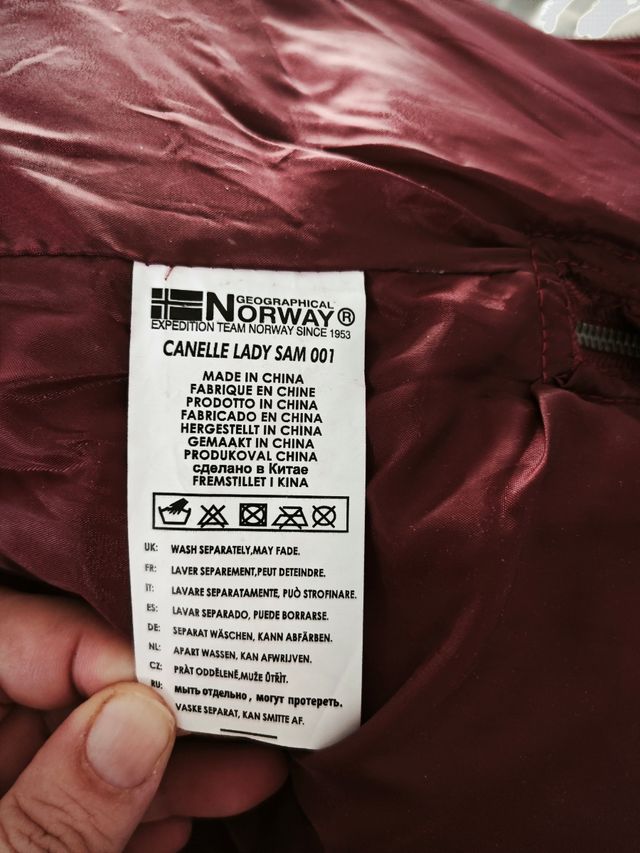 GEOGRAPHICAL
NORWAY®
EXPEDITION TEAM NORWAY SINCE 1953
CANELLE LADY SAM 001
MADE IN CHINA
FABRIQUE EN CHINE
PRODOTTO IN CHINA
FABRICADO EN CHINA
HERGESTELLT IN CHINA
GEMAAKT IN CHINA
PRODUKOVAL CHINA
сделано в Китае
FREMSTILLET I KINA
UK: WASH SEPARATELY,MAY FADE.
FR: LAVER SEPAREMENT,PEUT DETEINDRE.
IT: LAVARE SEPARATAMENTE, PUÒ STROFINARE.
ES: LAVAR SEPARADO, PUEDE BORRARSE.
DE: SEPARAT WÄSCHEN, KANN ABFÄRBEN.
NL: APART WASSEN, KAN AFWRIJVEN.
CZ: PRÀT ODDĚLENĚ,MUŽE ŮTŘÍT.
RU: мыть отдельно, могут протереть.
VASKE SEPARAT, KAN SMITTE AF.